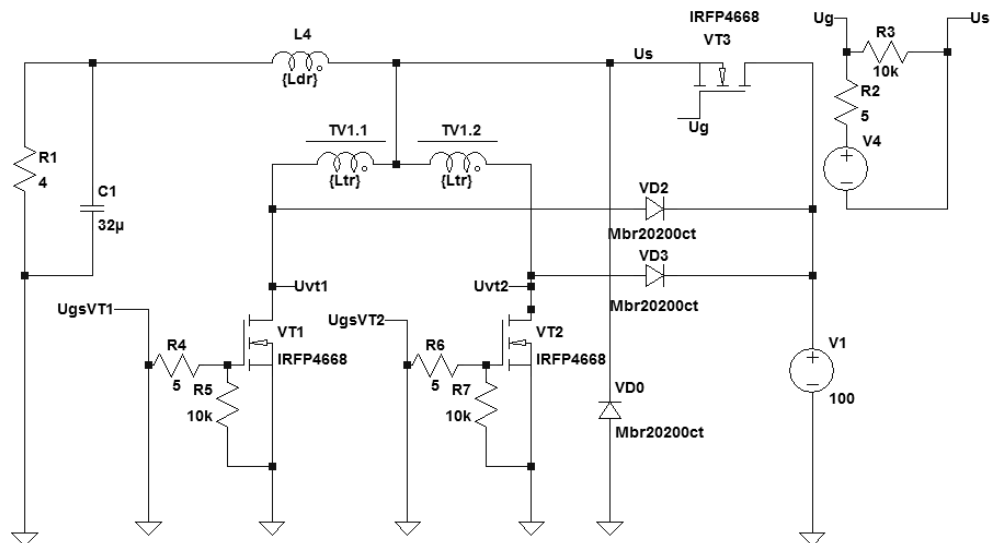 IRFP4668
VT3
Ug
Us
R3
10k
L4
{Ldr}
Us
R2
5
Ug
V4
TV1.1
TV1.2
{Ltr}
{Ltr}
R1
4
C1
32µ
VD2
Mbr20200ct
VD3
Mbr20200ct
Uvt1
Uvt2
UgsVT1
UgsVT2
VT1
IRFP4668
VT2
IRFP4668
R4
5
R5
10k
R6
5
R7
10k
V1
100
VD0
Mbr20200ct